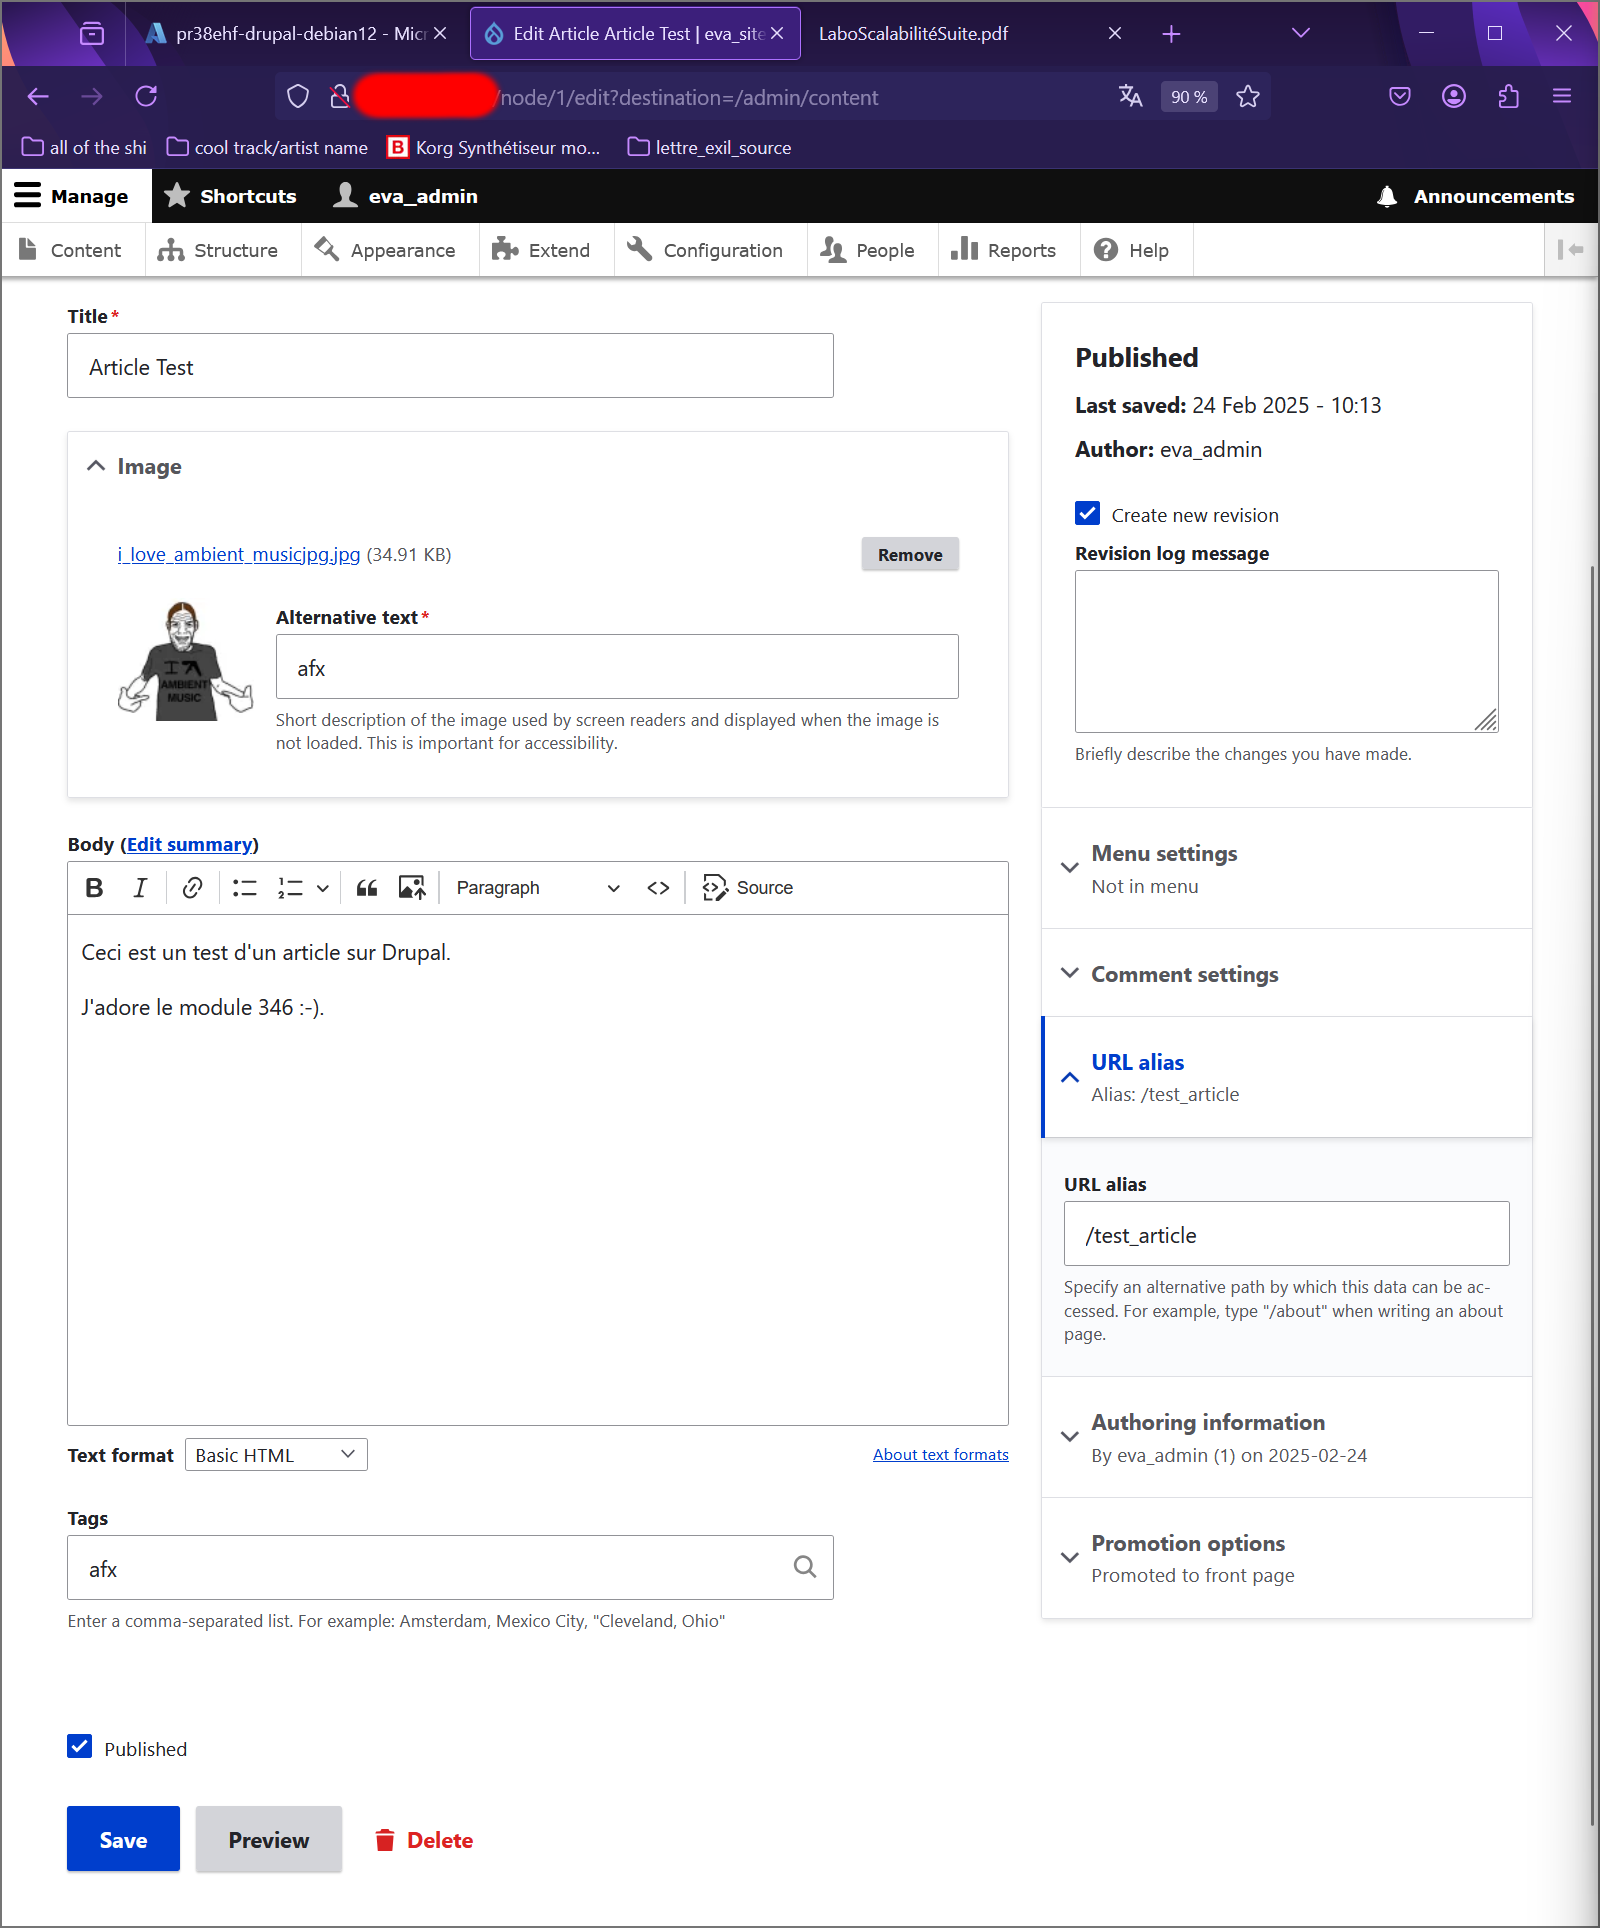 pr38ehf-drupal-debian12 - Micr
Edit Article Article Test | eva_site
LaboScalabilitéSuite.pdf
/node/1/edit?destination=/admin/content
90 %
all of the shi
cool track/artist name
B Korg Synthétiseur mo...
lettre_exil_source
Manage
Shortcuts
eva_admin
Announcements
Content
Structure
Appearance
Extend
Configuration
People
Reports
Help
Title*
Article Test
Image
i_love_ambient_musicjpg.jpg (34.91 KB)
Remove
I
AMBIENT
MUSIC
Alternative text*
afx
Short description of the image used by screen readers and displayed when the image is
not loaded. This is important for accessibility.
Body (Edit summary)
B I Paragraph <> Source
Ceci est un test d'un article sur Drupal.
J'adore le module 346 :-).
Text format Basic HTML
About text formats
Tags
afx
Enter a comma-separated list. For example: Amsterdam, Mexico City, "Cleveland, Ohio"
Published
Save
Preview
Delete
Published
Last saved: 24 Feb 2025 - 10:13
Author: eva_admin
Create new revision
Revision log message
Briefly describe the changes you have made.
Menu settings
Not in menu
Comment settings
URL alias
Alias: /test_article
URL alias
/test_article
Specify an alternative path by which this data can be ac-
cessed. For example, type "/about" when writing an about
page.
Authoring information
By eva_admin (1) on 2025-02-24
Promotion options
Promoted to front page